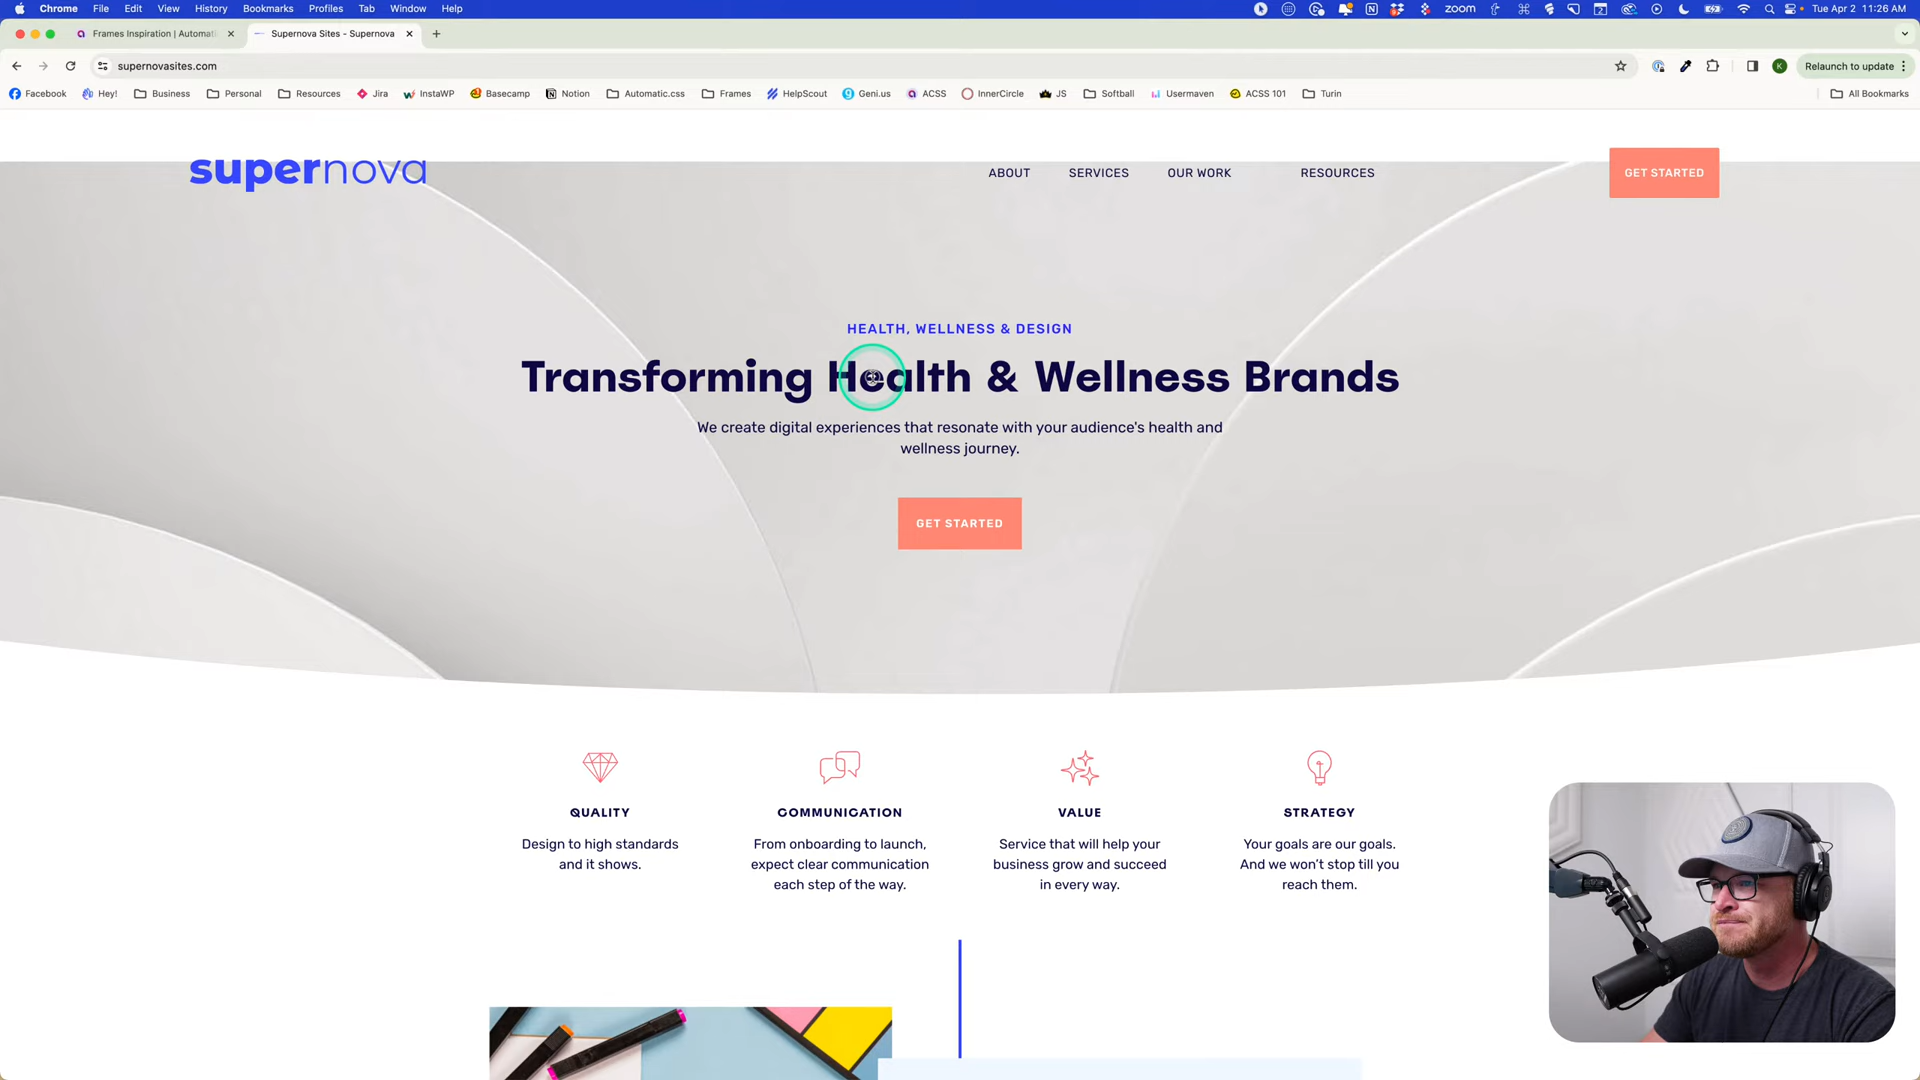 Chrome File Edit View History Bookmarks Profiles Tab Window Help zoom 2 Tue Apr 2 11:26 AM
Frames Inspiration | Automati Supernova Sites - Supernova
supernovasites.com K Relaunch to update
Facebook Hey! Business Personal Resources Jira InstaWP Basecamp Notion Automatic.css Frames HelpScout Geni.us ACSS InnerCircle JS Softball Usermaven ACSS 101 Turin All Bookmarks
supernova ABOUT SERVICES OUR WORK RESOURCES GET STARTED
HEALTH, WELLNESS & DESIGN
Transforming Health & Wellness Brands
We create digital experiences that resonate with your audience's health and
wellness journey.
GET STARTED
QUALITY
Design to high standards
and it shows.
COMMUNICATION
From onboarding to launch,
expect clear communication
each step of the way.
VALUE
Service that will help your
business grow and succeed
in every way.
STRATEGY
Your goals are our goals.
And we won't stop till you
reach them.